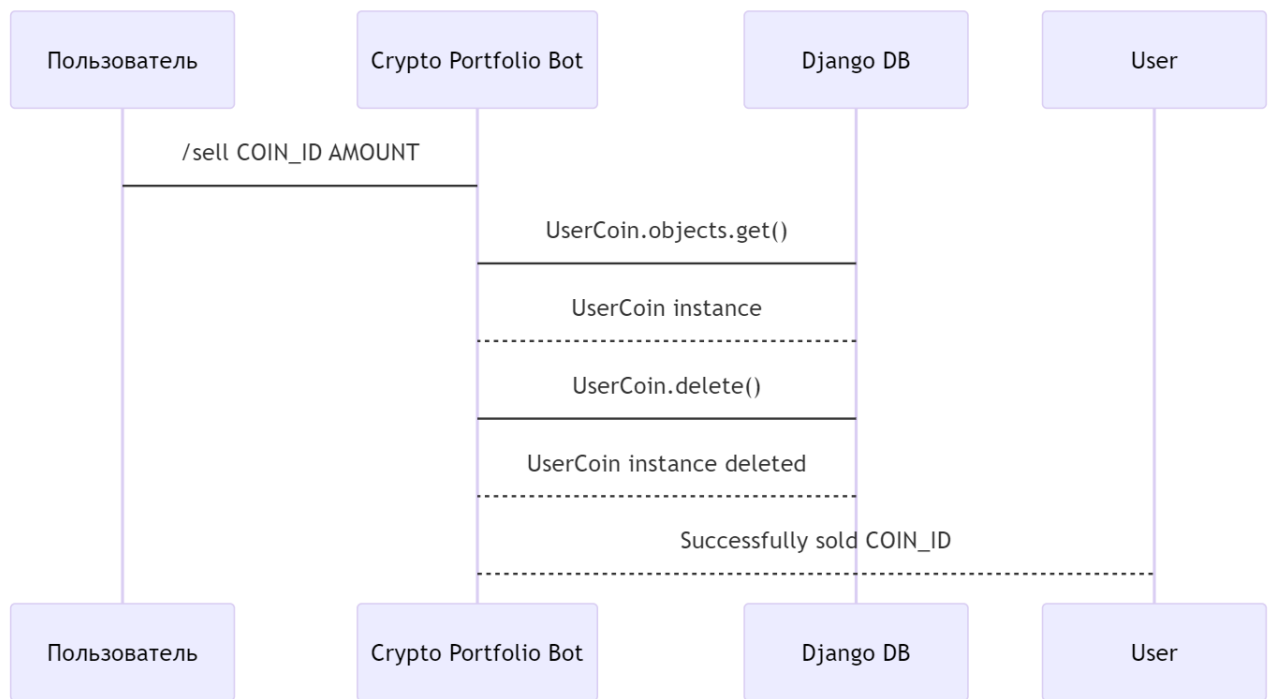 Пользователь
Crypto Portfolio Bot
Django DB
User
/sell COIN_ID AMOUNT
UserCoin.objects.get()
UserCoin instance
UserCoin.delete()
UserCoin instance deleted
Successfully sold COIN_ID
Пользователь
Crypto Portfolio Bot
Django DB
User